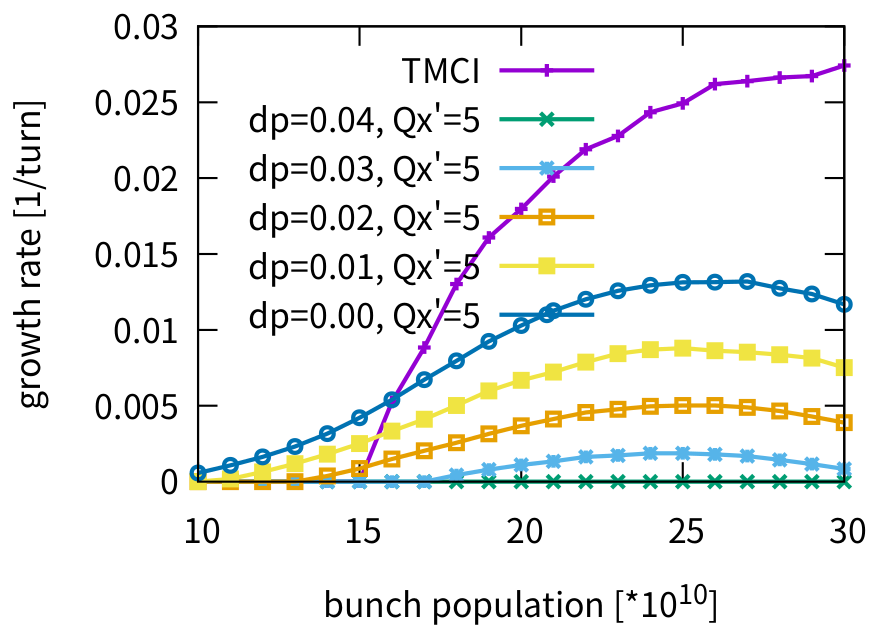 0.03
0.025
0.02
0.015
0.01
0.005
0
growth rate [1/turn]
TMCI
dp=0.04, Qx'=5
dp=0.03, Qx'=5
dp=0.02, Qx'=5
dp=0.01, Qx'=5
dp=0.00, Qx'=5
10 15 20 25 30
bunch population [*10¹⁰]